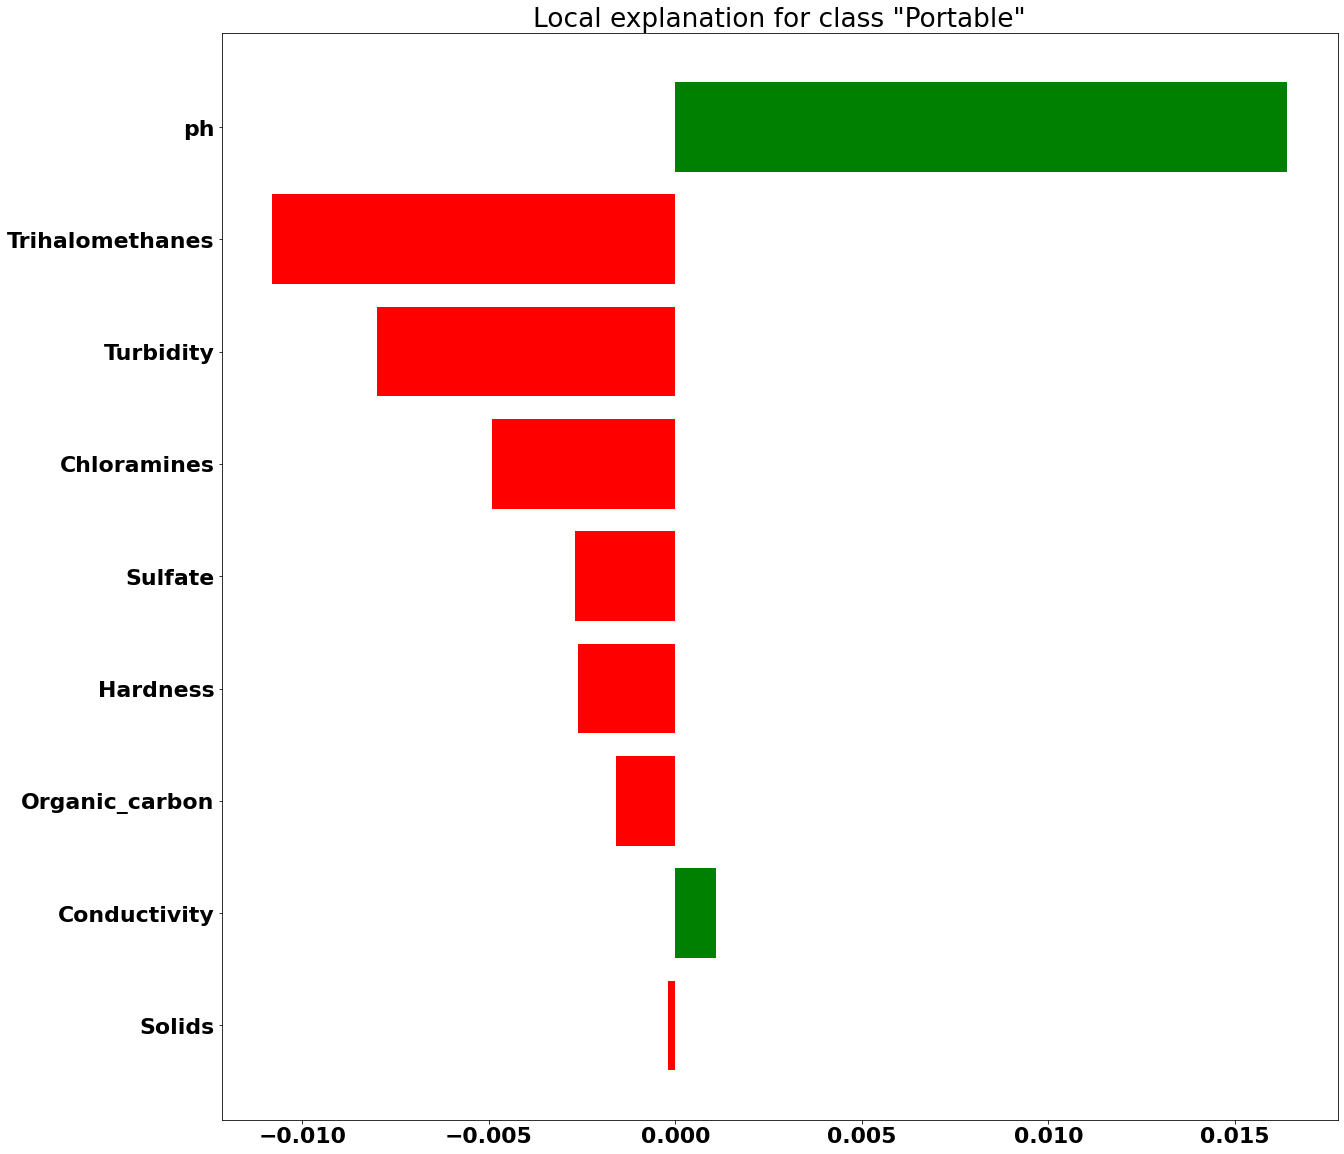 Local explanation for class "Portable"
ph
Trihalomethanes
Turbidity
Chloramines
Sulfate
Hardness
Organic_carbon
Conductivity
Solids
−0.010 −0.005 0.000 0.005 0.010 0.015